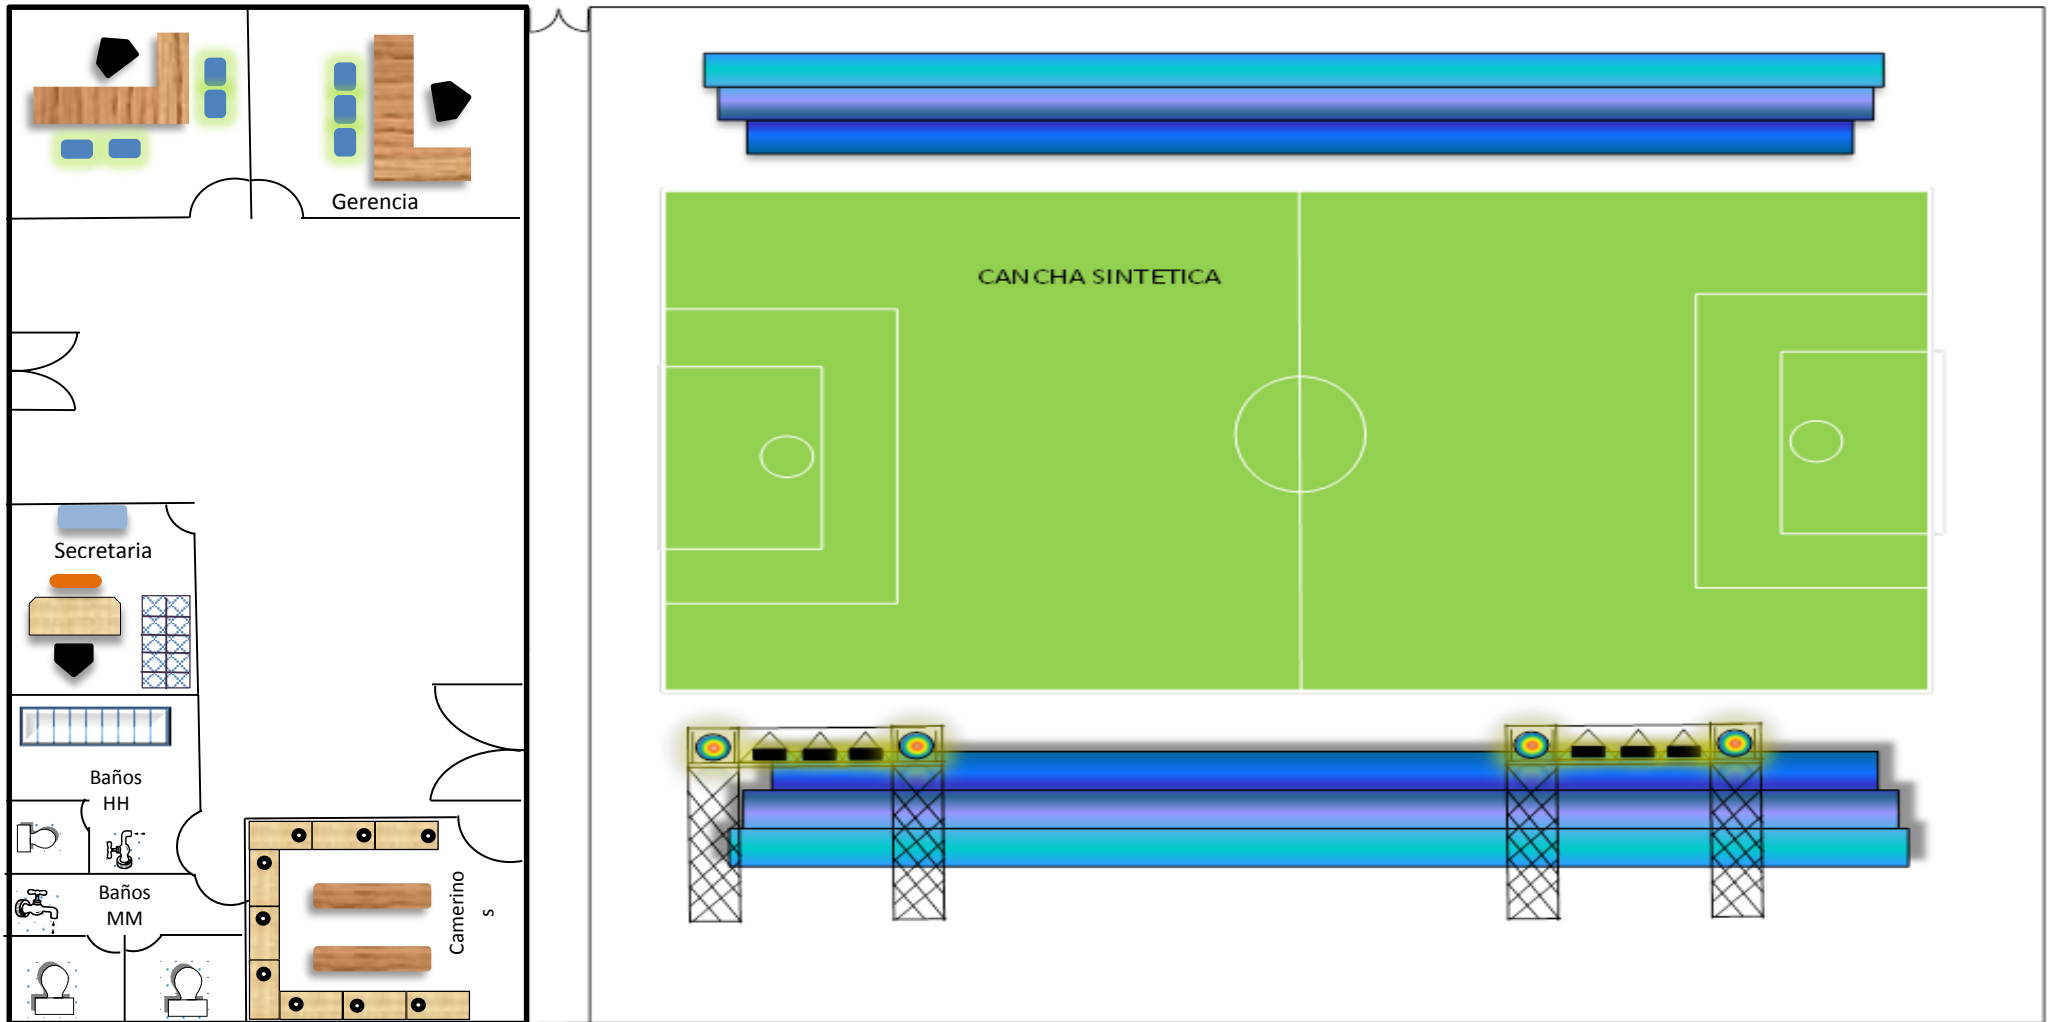 Gerencia
CANCHA SINTETICA
Secretaria
Baños
HH
Baños
MM
Camerino
s